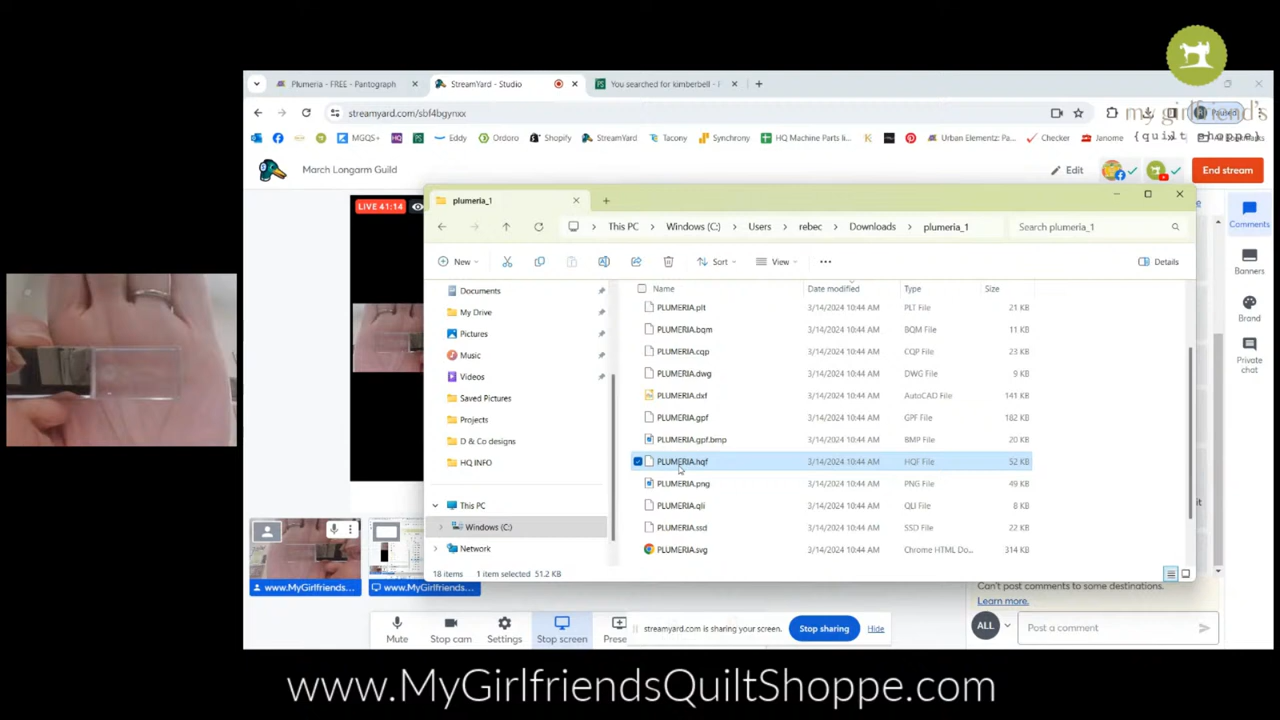 Plumeria - FREE - Pantograph
StreamYard - Studio
You searched for kimberbell -
streamyard.com/sbf4bgynxx
Paused
my girlfriend's
{quilt shoppe}
MGQS+
Eddy
Ordoro
Shopify
StreamYard
Tacony
Synchrony
HQ Machine Parts li...
Urban Elementz: Pa...
Checker
Janome
March Longarm Guild
Edit
End stream
LIVE 41:14
plumeria_1
This PC
Windows (C:)
Users
rebec
Downloads
plumeria_1
Search plumeria_1
New
Sort
View
Details
Comments
Banners
Brand
Private
chat
Name
Date modified
Type
Size
Documents
My Drive
Pictures
Music
Videos
Saved Pictures
Projects
D & Co designs
HQ INFO
This PC
Windows (C:)
Network
PLUMERIA.plt 3/14/2024 10:44 AM PLT File 21 KB
PLUMERIA.bqm 3/14/2024 10:44 AM BQM File 11 KB
PLUMERIA.cqp 3/14/2024 10:44 AM CQP File 23 KB
PLUMERIA.dwg 3/14/2024 10:44 AM DWG File 9 KB
PLUMERIA.dxf 3/14/2024 10:44 AM AutoCAD File 141 KB
PLUMERIA.gpf 3/14/2024 10:44 AM GPF File 182 KB
PLUMERIA.gpf.bmp 3/14/2024 10:44 AM BMP File 20 KB
PLUMERIA.hqf 3/14/2024 10:44 AM HQF File 52 KB
PLUMERIA.png 3/14/2024 10:44 AM PNG File 49 KB
PLUMERIA.qli 3/14/2024 10:44 AM QLI File 8 KB
PLUMERIA.ssd 3/14/2024 10:44 AM SSD File 22 KB
PLUMERIA.svg 3/14/2024 10:44 AM Chrome HTML Do... 314 KB
18 items 1 item selected 51.2 KB
www.MyGirlfriends...
www.MyGirlfriends...
Can't post comments to some destinations.
Learn more.
ALL
Post a comment
Mute
Stop cam
Settings
Stop screen
Prese
streamyard.com is sharing your screen.
Stop sharing
Hide
www.MyGirlfriendsQuiltShoppe.com